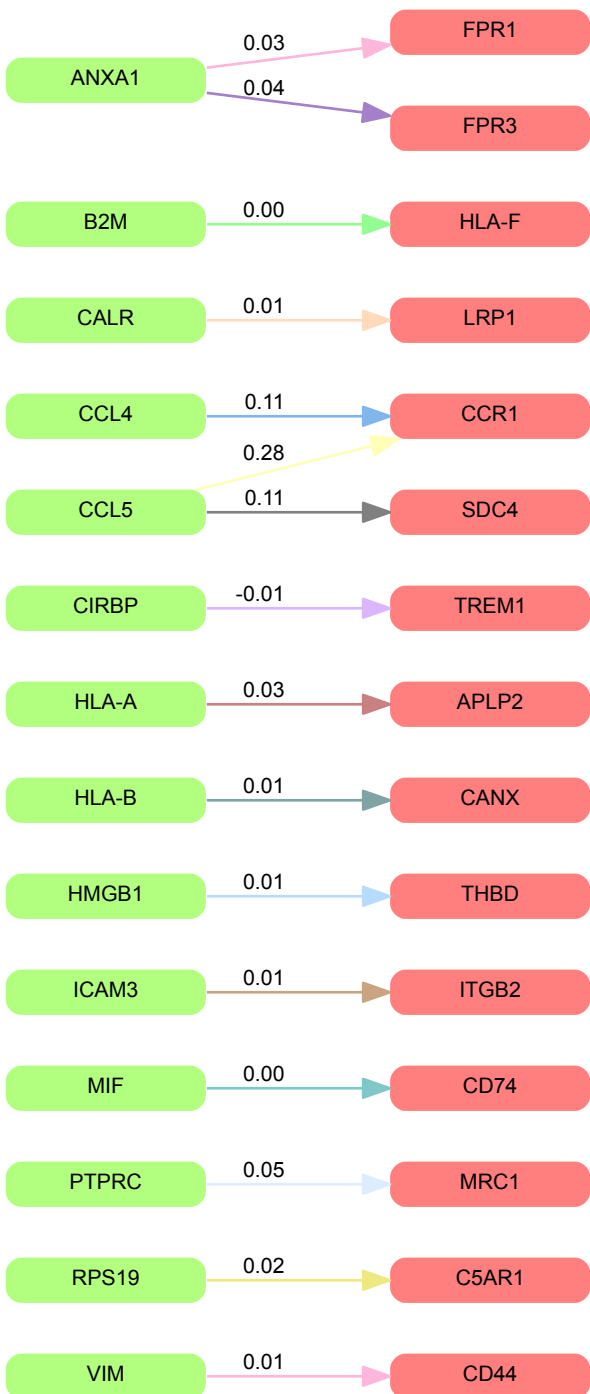 0.03
FPR1
ANXA1
0.04
FPR3
B2M 0.00 HLA-F
CALR 0.01 LRP1
CCL4 0.11 CCR1
0.28
CCL5 0.11 SDC4
CIRBP -0.01 TREM1
HLA-A 0.03 APLP2
HLA-B 0.01 CANX
HMGB1 0.01 THBD
ICAM3 0.01 ITGB2
MIF 0.00 CD74
PTPRC 0.05 MRC1
RPS19 0.02 C5AR1
VIM 0.01 CD44